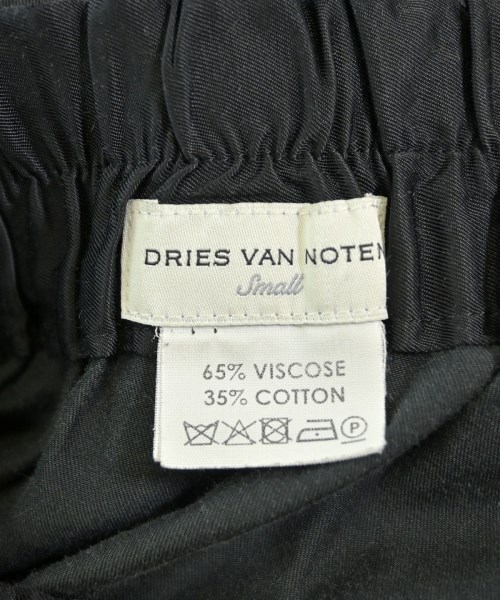 DRIES VAN NOTEN
Small
65% VISCOSE
35% COTTON
P